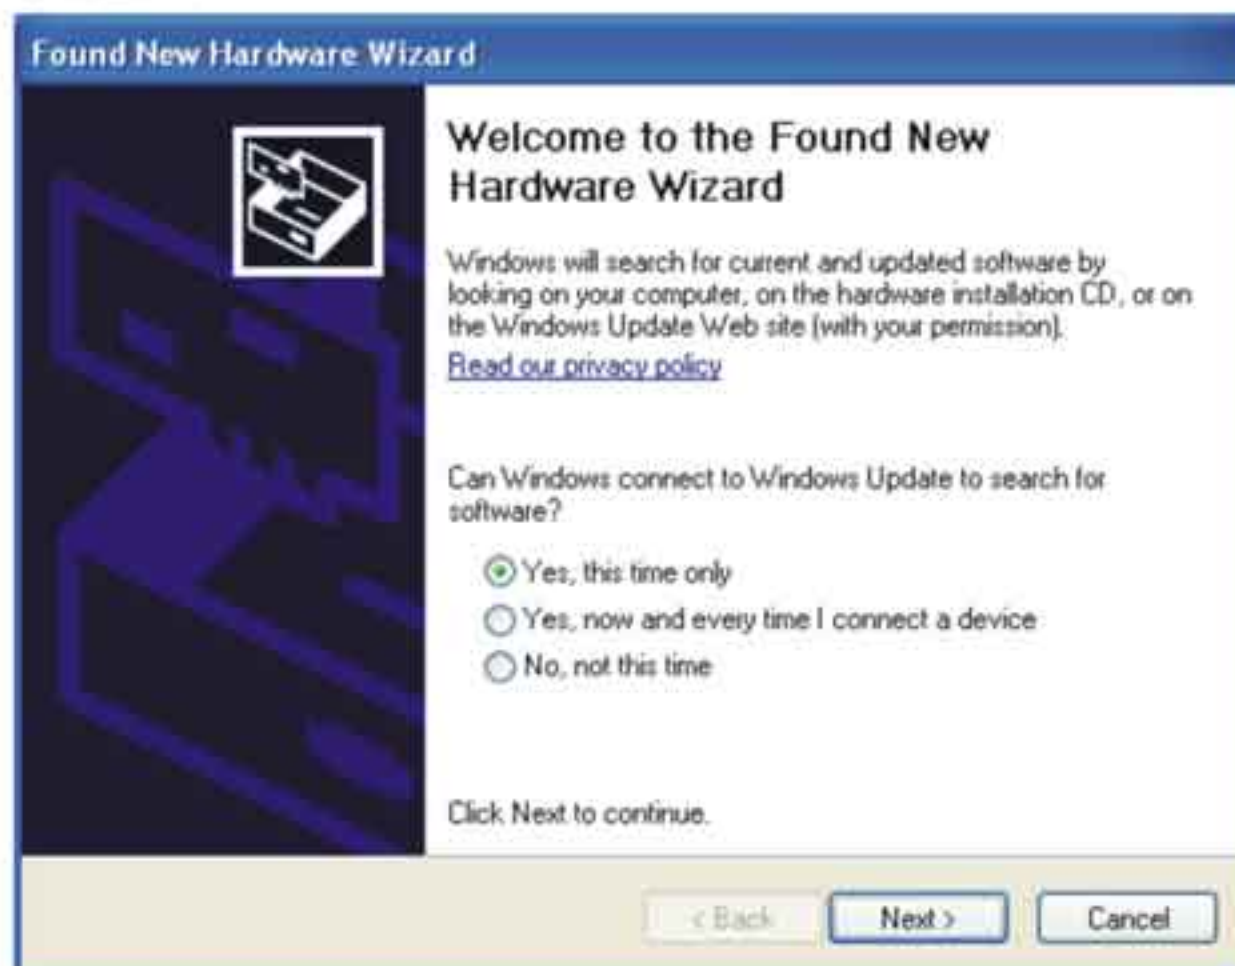 Found New Hardware Wizard
Welcome to the Found New
Hardware Wizard
Windows will search for current and updated software by
looking on your computer, on the hardware installation CD, or on
the Windows Update Web site (with your permission).
Read our privacy policy
Can Windows connect to Windows Update to search for
software?
Yes, this time only
Yes, now and every time I connect a device
No, not this time
Click Next to continue.
< Back
Next >
Cancel